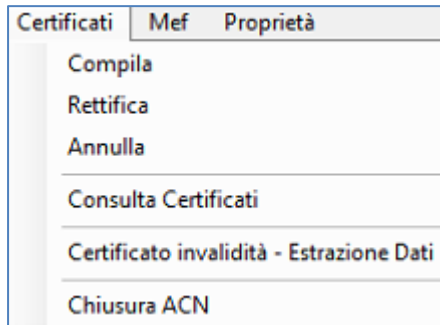 Certificati Mef Proprietà
Compila
Rettifica
Annulla
Consulta Certificati
Certificato invalidità - Estrazione Dati
Chiusura ACN